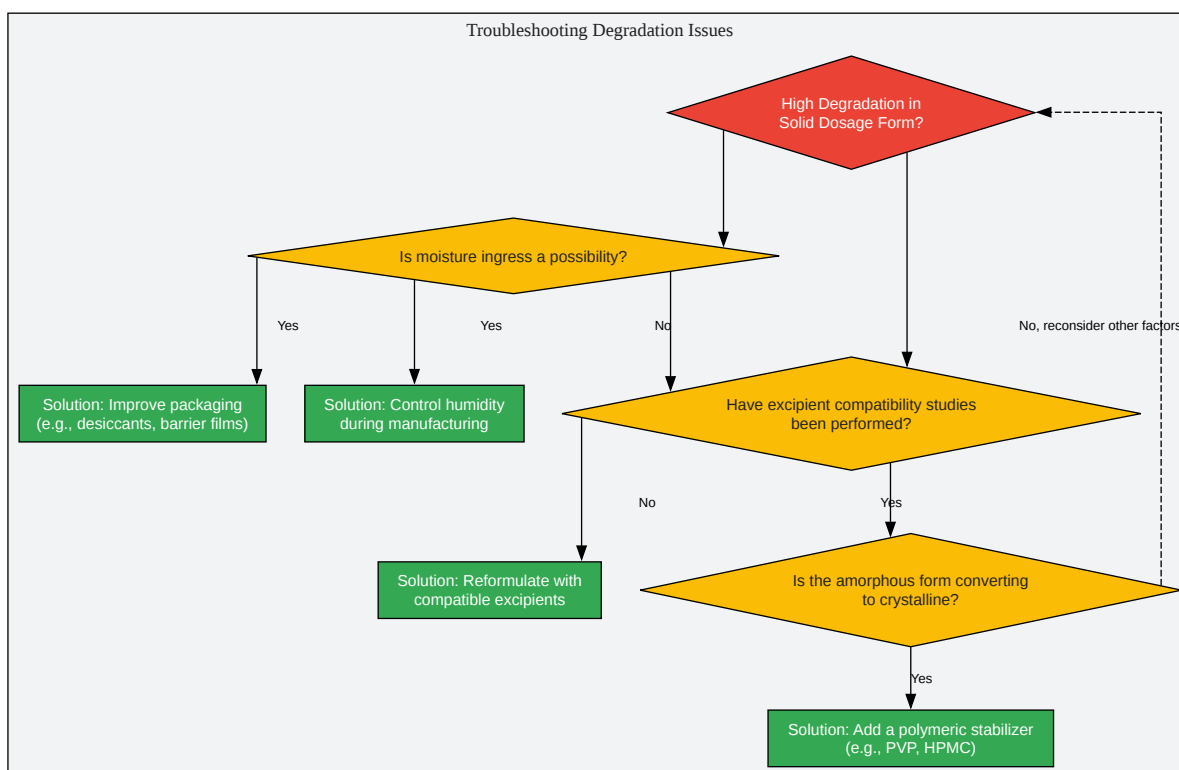 Troubleshooting Degradation Issues
High Degradation in
Solid Dosage Form?
Is moisture ingress a possibility?
Yes
Yes
No
No, reconsider other factors
Solution: Improve packaging
(e.g., desiccants, barrier films)
Solution: Control humidity
during manufacturing
Have excipient compatibility studies
been performed?
No
Yes
Solution: Reformulate with
compatible excipients
Is the amorphous form converting
to crystalline?
Yes
Solution: Add a polymeric stabilizer
(e.g., PVP, HPMC)